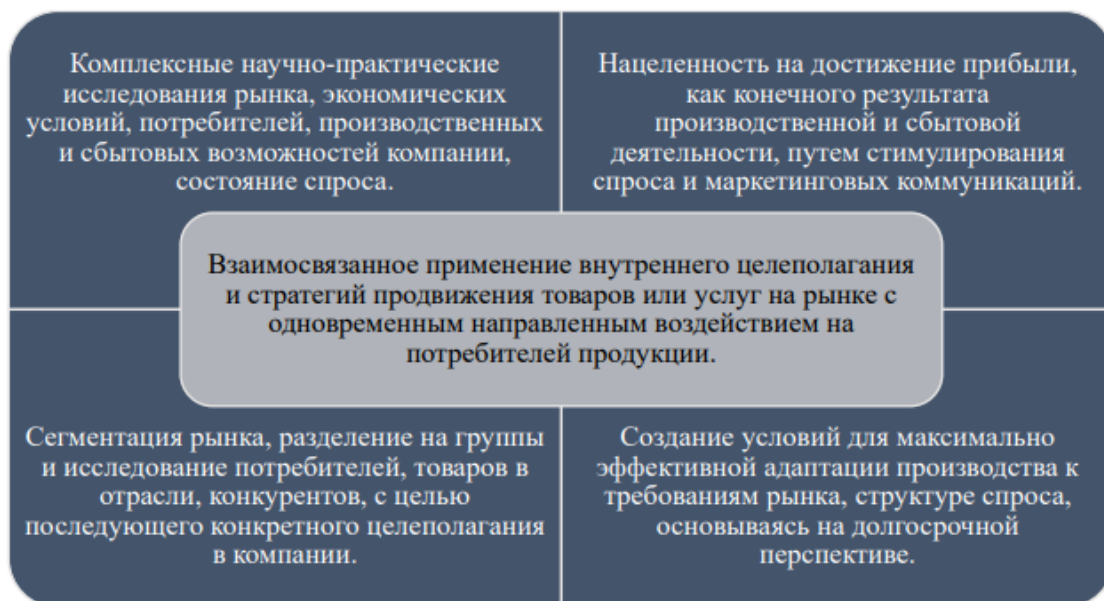 Комплексные научно-практические
исследования рынка, экономических
условий, потребителей, производственных
и сбытовых возможностей компании,
состояние спроса.
Нацеленность на достижение прибыли,
как конечного результата
производственной и сбытовой
деятельности, путем стимулирования
спроса и маркетинговых коммуникаций.
Взаимосвязанное применение внутреннего целеполагания
и стратегий продвижения товаров или услуг на рынке с
одновременным направленным воздействием на
потребителей продукции.
Сегментация рынка, разделение на группы
и исследование потребителей, товаров в
отрасли, конкурентов, с целью
последующего конкретного целеполагания
в компании.
Создание условий для максимально
эффективной адаптации производства к
требованиям рынка, структуре спроса,
основываясь на долгосрочной
перспективе.